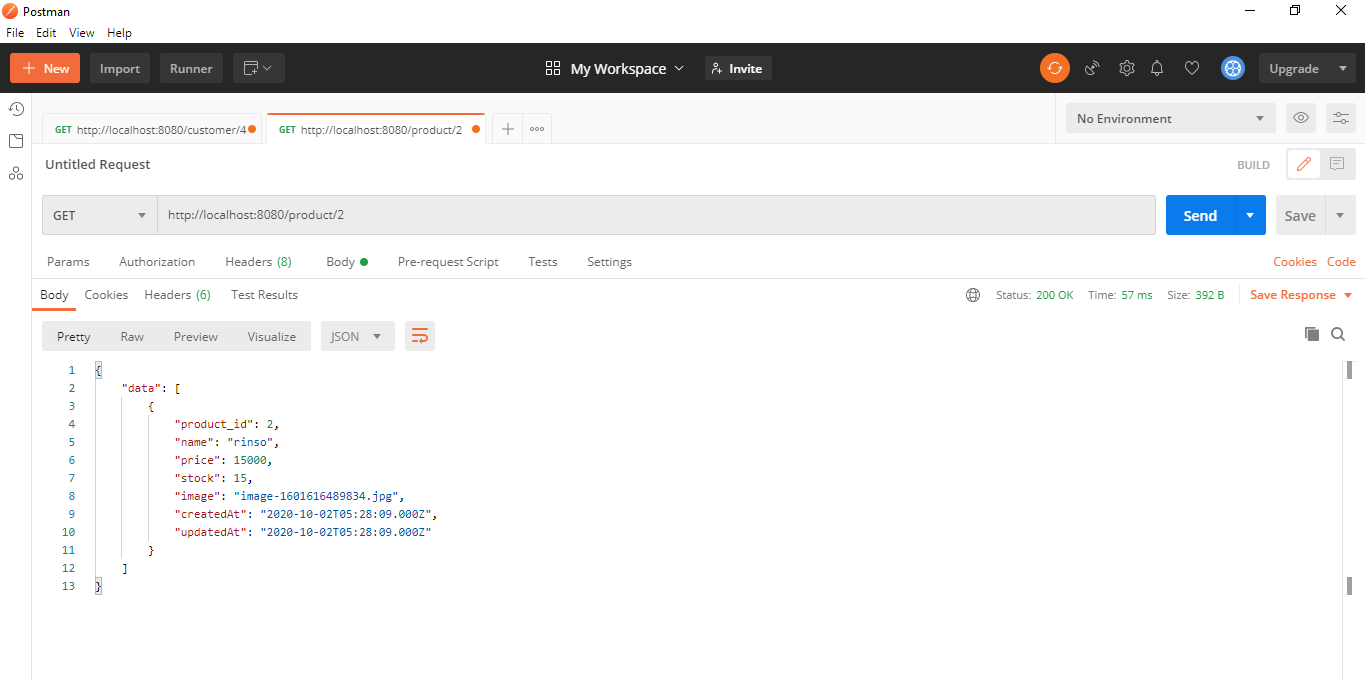 Postman
File Edit View Help
New Import Runner My Workspace Invite Upgrade
GET http://localhost:8080/customer/4 GET http://localhost:8080/product/2 No Environment
Untitled Request BUILD
GET http://localhost:8080/product/2 Send Save
Params Authorization Headers (8) Body Pre-request Script Tests Settings Cookies Code
Body Cookies Headers (6) Test Results Status: 200 OK Time: 57 ms Size: 392 B Save Response
Pretty Raw Preview Visualize JSON
1 {
2 "data": [
3 {
4 "product_id": 2,
5 "name": "rinso",
6 "price": 15000,
7 "stock": 15,
8 "image": "image-1601616489834.jpg",
9 "createdAt": "2020-10-02T05:28:09.000Z",
10 "updatedAt": "2020-10-02T05:28:09.000Z"
11 }
12 ]
13 }